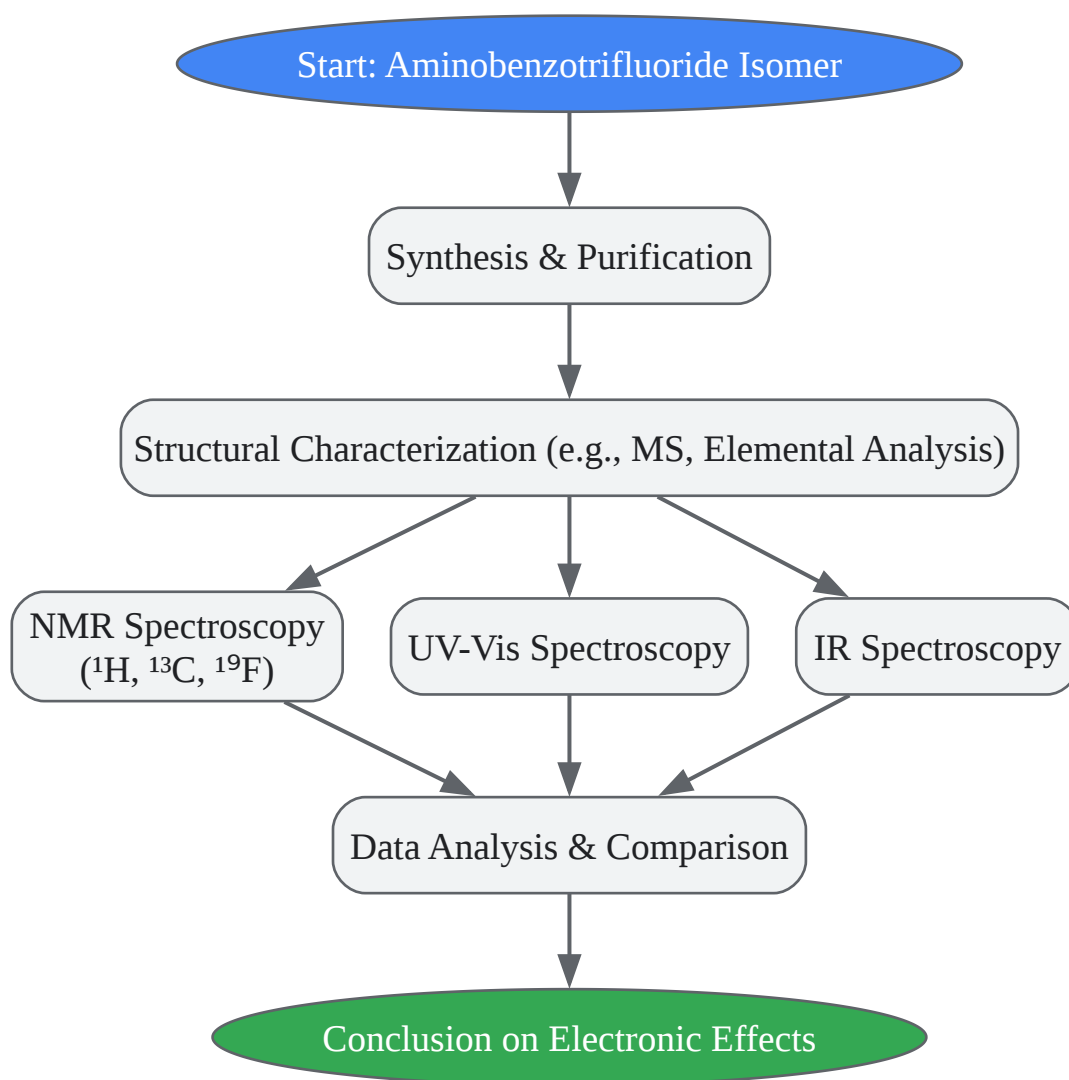 Start: Aminobenzotrifluoride Isomer
Synthesis & Purification
Structural Characterization (e.g., MS, Elemental Analysis)
NMR Spectroscopy
(¹H, ¹³C, ¹⁹F)
UV-Vis Spectroscopy
IR Spectroscopy
Data Analysis & Comparison
Conclusion on Electronic Effects